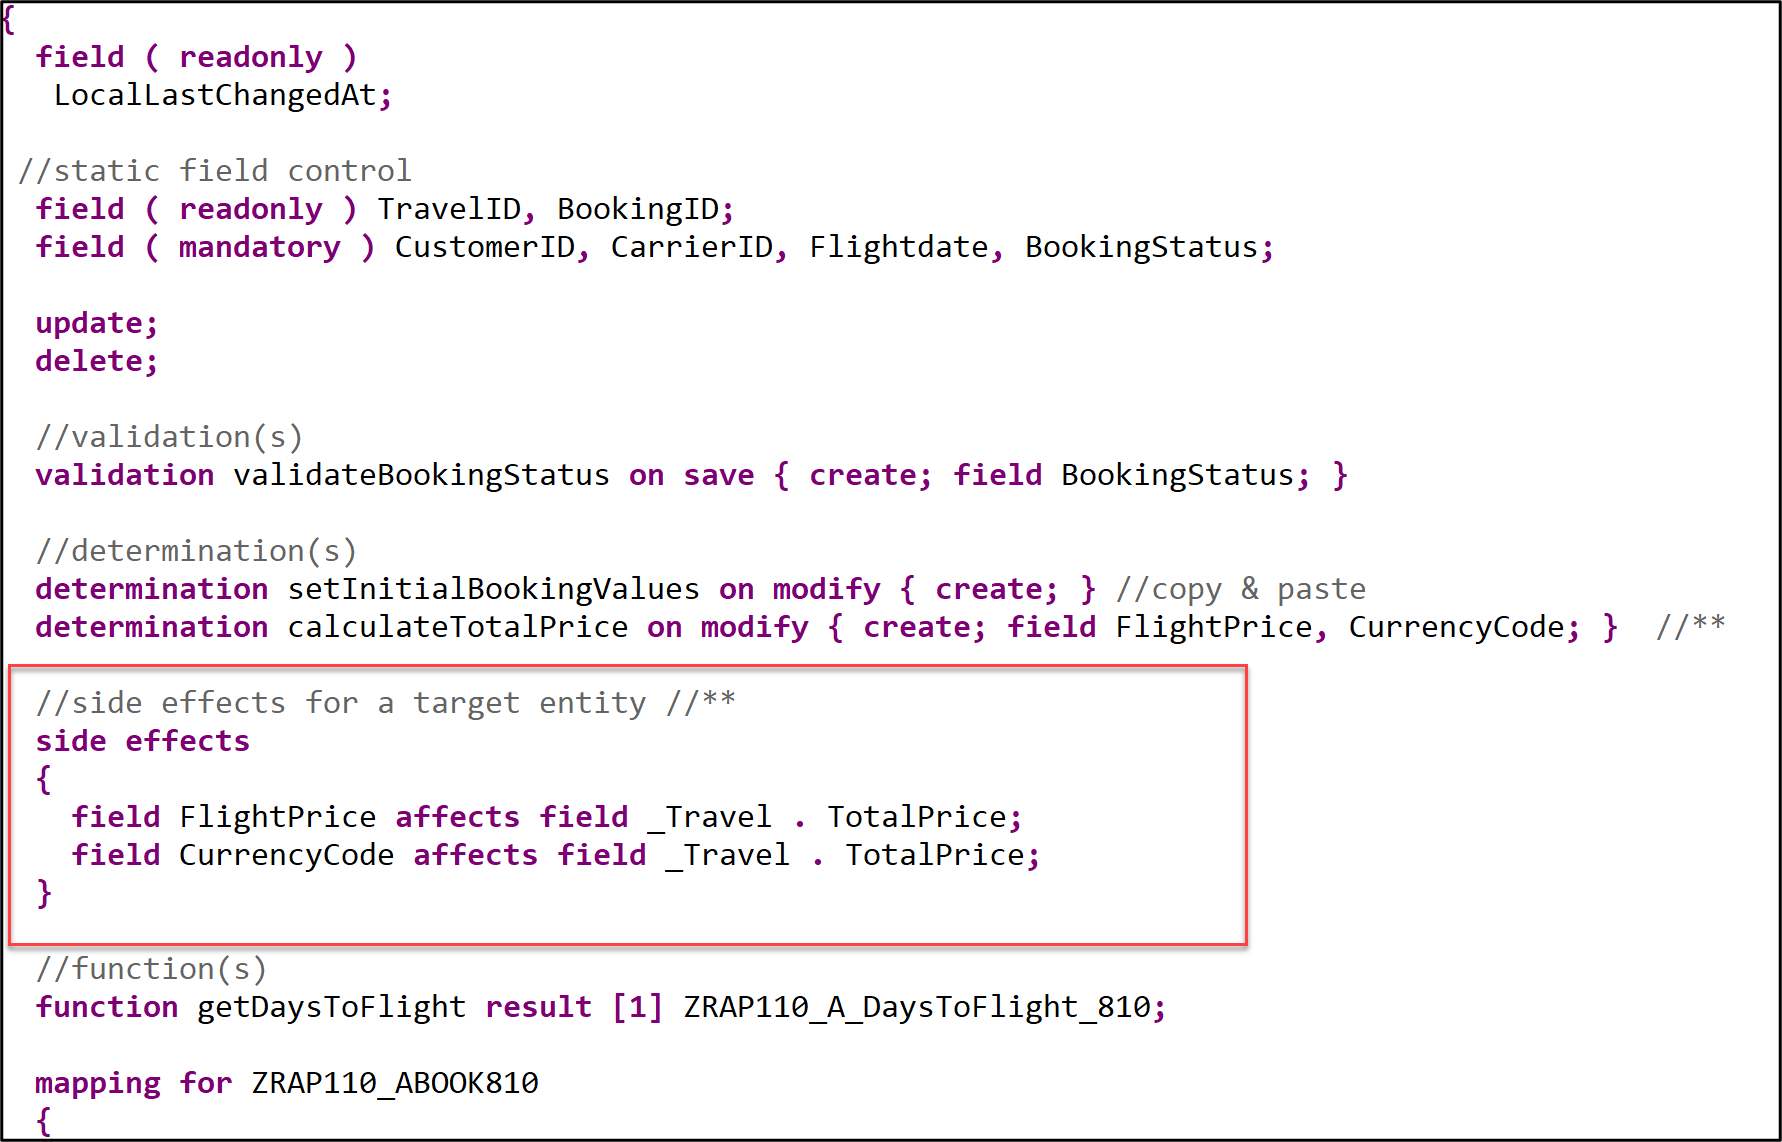 {
field ( readonly )
LocalLastChangedAt;
//static field control
field ( readonly ) TravelID, BookingID;
field ( mandatory ) CustomerID, CarrierID, Flightdate, BookingStatus;
update;
delete;
//validation(s)
validation validateBookingStatus on save { create; field BookingStatus; }
//determination(s)
determination setInitialBookingValues on modify { create; } //copy & paste
determination calculateTotalPrice on modify { create; field FlightPrice, CurrencyCode; }  //**
//side effects for a target entity //**
side effects
{
field FlightPrice affects field _Travel . TotalPrice;
field CurrencyCode affects field _Travel . TotalPrice;
}
//function(s)
function getDaysToFlight result [1] ZRAP110_A_DaysToFlight_810;
mapping for ZRAP110_ABOOK810
{